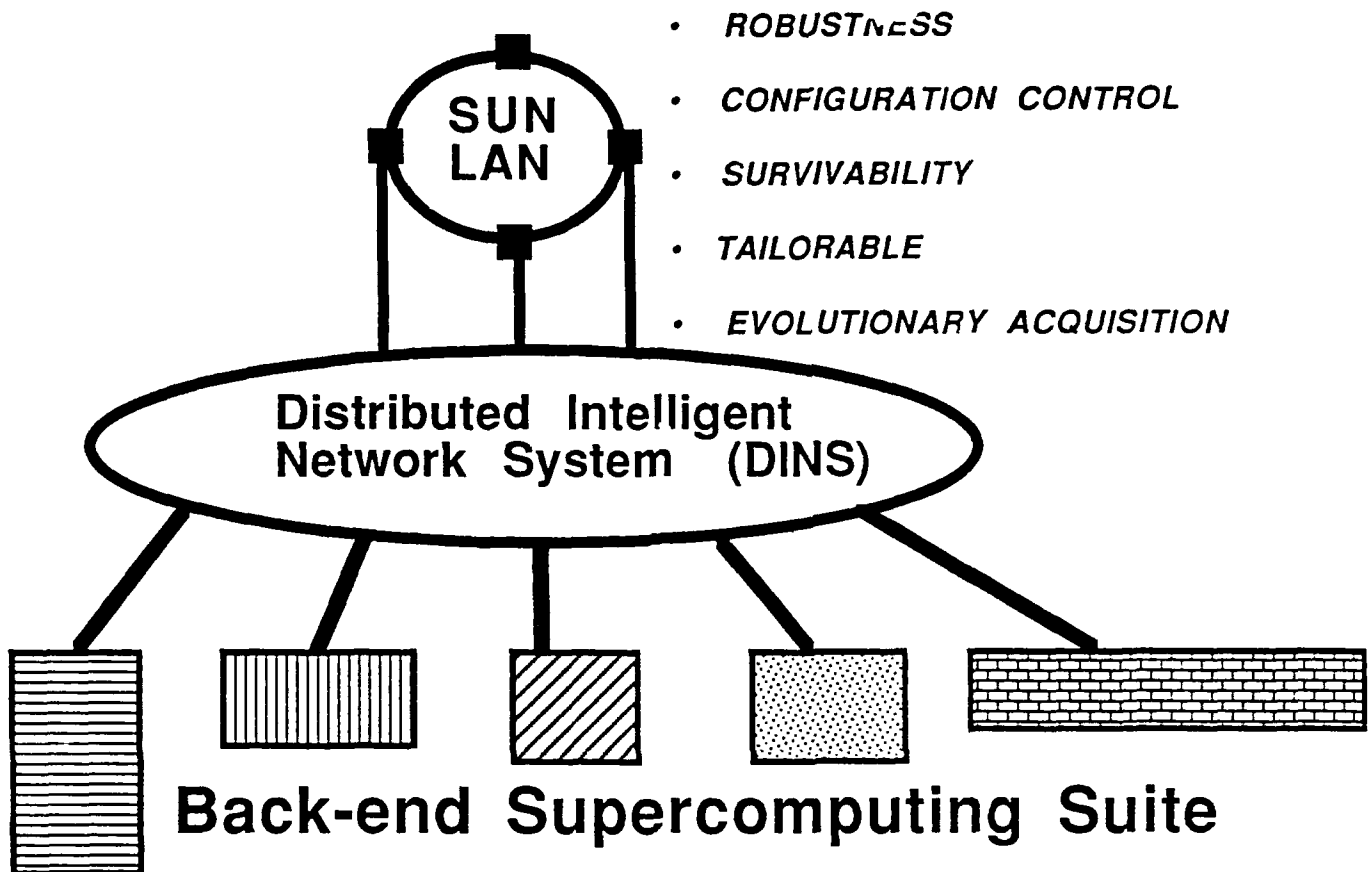 • ROBUSTNESS
SUN
LAN
• CONFIGURATION CONTROL
• SURVIVABILITY
• TAILORABLE
• EVOLUTIONARY ACQUISITION
Distributed Intelligent
Network System (DINS)
Back-end Supercomputing Suite